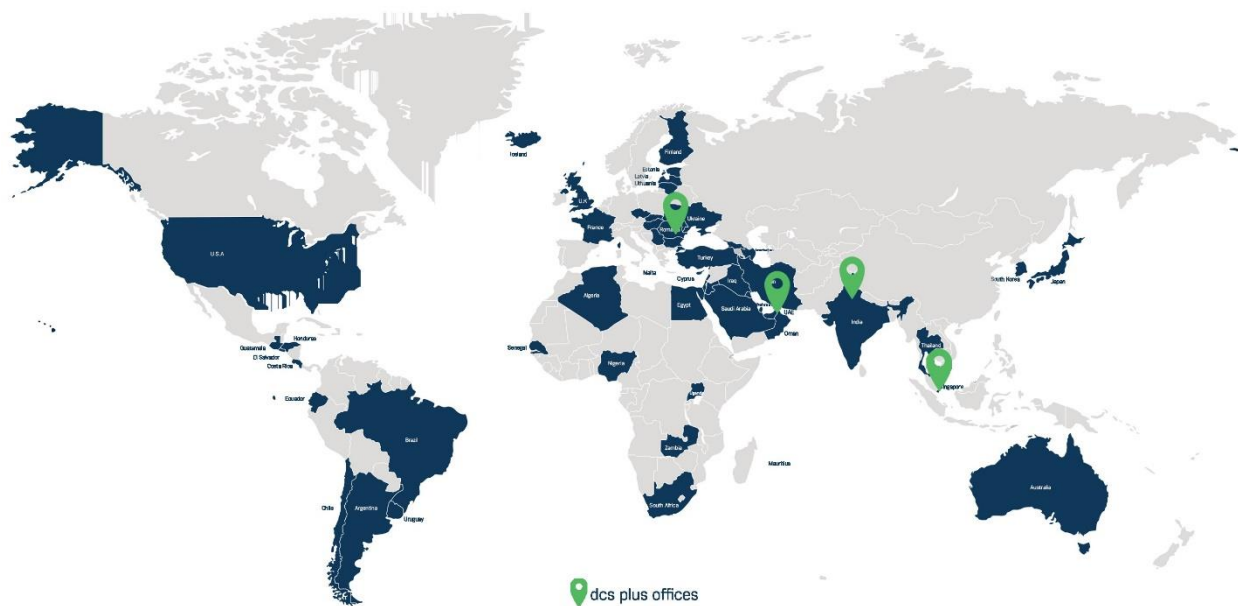 Iceland
Finland
Estonia
Latvia
Lithuania
U.K
Ukraine
France
U.S.A
Turkey
Malta
Cyprus
Iraq
South Korea
Japan
Algeria
Egypt
Saudi Arabia
UAE
India
Oman
Honduras
Guatemala
El Salvador
Costa Rica
Senegal
Nigeria
Thailand
Singapore
Ecuador
Brazil
Zambia
Mauritius
Australia
South Africa
Chile
Argentina
Uruguay
dcs plus offices